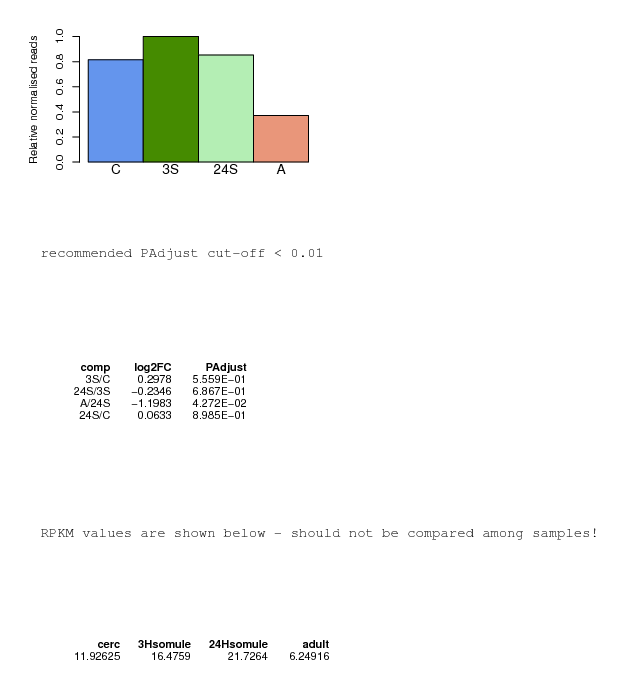 Relative normalised reads
0.0 0.2 0.4 0.6 0.8 1.0
C 3S 24S A
recommended PAdjust cut-off < 0.01
comp log2FC PAdjust
3S/C 0.2978 5.559E-01
24S/3S -0.2346 6.867E-01
A/24S -1.1983 4.272E-02
24S/C 0.0633 8.985E-01
RPKM values are shown below - should not be compared among samples!
cerc 3Hsomule 24Hsomule adult
11.92625 16.4759 21.7264 6.24916